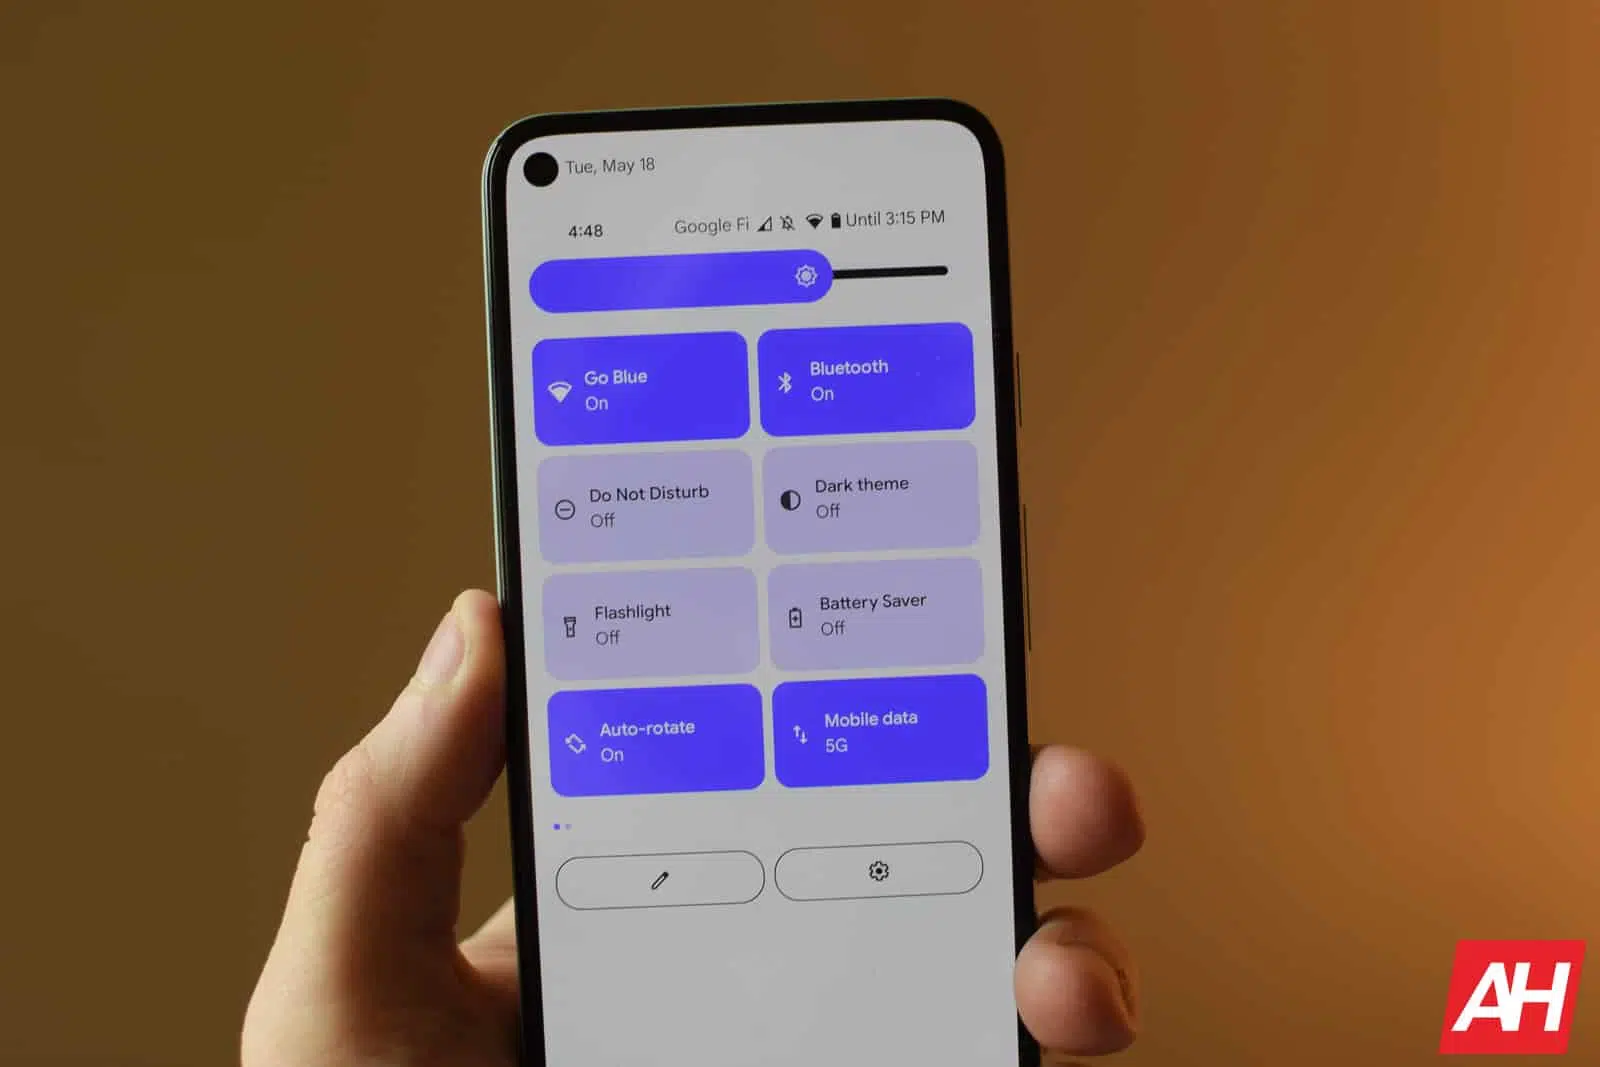 Tue, May 18
4:48 Google Fi Until 3:15 PM
Go Blue
On
Bluetooth
On
Do Not Disturb
Off
Dark theme
Off
Flashlight
Off
Battery Saver
Off
Auto-rotate
On
Mobile data
5G
AH